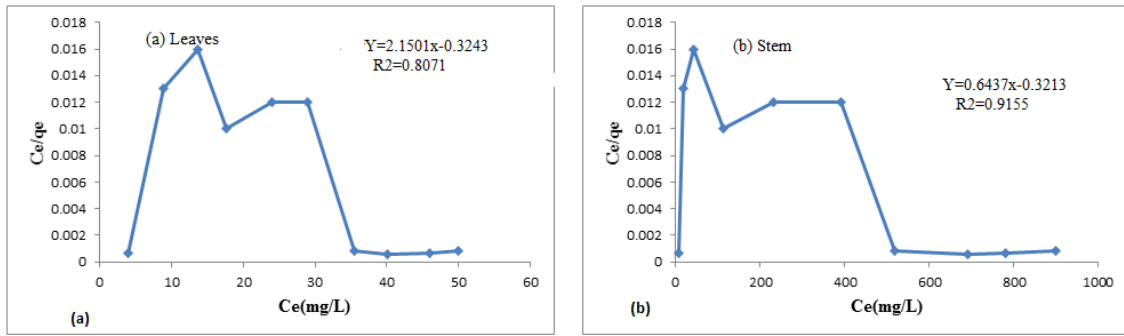 0.018
0.016
0.014
0.012
0.01
0.008
0.006
0.004
0.002
0
Ce/qe
(a) Leaves
Y=2.1501x-0.3243
R2=0.8071
0 10 20 30 40 50 60
Ce(mg/L)
(a)
0.018
0.016
0.014
0.012
0.01
0.008
0.006
0.004
0.002
0
Ce/qe
(b) Stem
Y=0.6437x-0.3213
R2=0.9155
0 200 400 600 800 1000
Ce(mg/L)
(b)